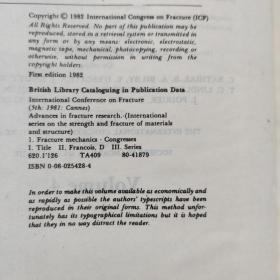 Copyright © 1982 International Congress on Fracture (ICF)
All Rights Reserved. No part of this publication may be
reproduced, stored in a retrieval system or transmitted in
any form or by any means: electronic, electrostatic,
magnetic tape, mechanical, photocopying, recording or
otherwise, without permission in writing from the
copyright holders.
First edition 1982
British Library Cataloguing in Publication Data
International Conference on Fracture
(5th: 1981: Cannes)
Advances in fracture research.-(International
series on the strength and fracture of materials
and structure)
1. Fracture mechanics - Congresses
1. Title II. Francois, D III. Series
620.1'126 TA409 80-41879
ISBN 0-08-025428-4
In order to make this volume available as economically and
as rapidly as possible the authors' typescripts have been
reproduced in their original forms. This method unfor-
tunately has its typographical limitations but it is hoped
that they in no way distract the reader.